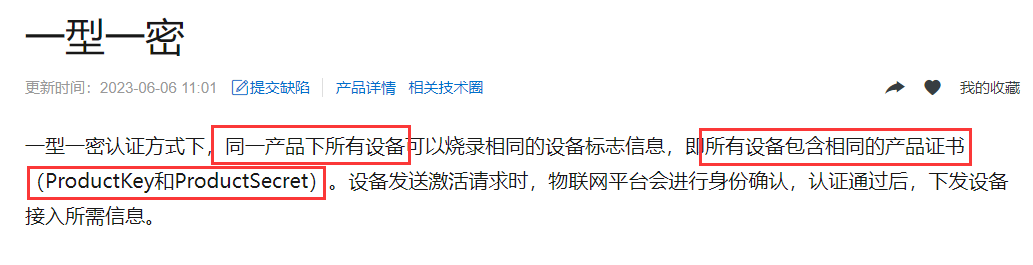 一型一密
更新时间：2023-06-06 11:01 提交缺陷 产品详情 相关技术圈 我的收藏
一型一密认证方式下，同一产品下所有设备可以烧录相同的设备标志信息，即所有设备包含相同的产品证书
（ProductKey和ProductSecret）。设备发送激活请求时，物联网平台会进行身份确认，认证通过后，下发设备
接入所需信息。